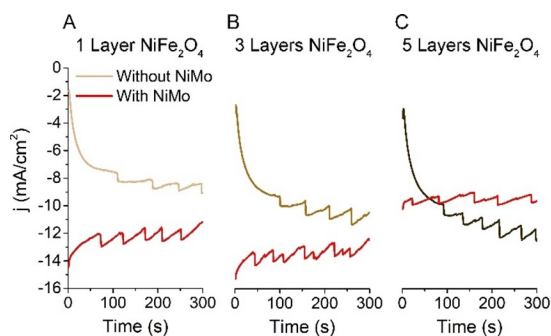 A
1 Layer NiFe₂O₄
B
3 Layers NiFe₂O₄
C
5 Layers NiFe₂O₄
Without NiMo
With NiMo
j (mA/cm²)
0
-2
-4
-6
-8
-10
-12
-14
-16
0 100 200 300
0 100 200 300
0 100 200 300
Time (s)
Time (s)
Time (s)